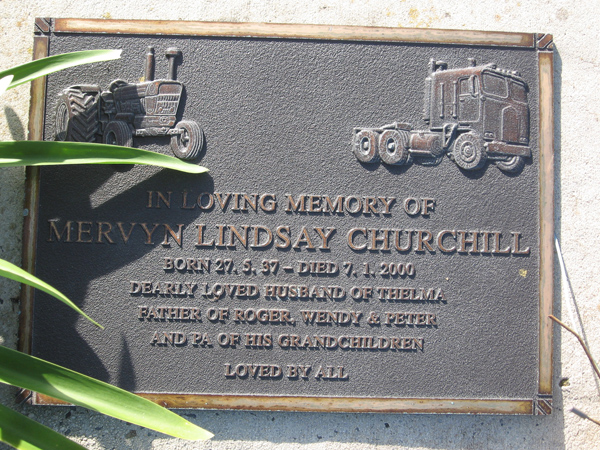 IN LOVING MEMORY OF
MERVYN LINDSAY CHURCHILL
BORN 27. 5. 37 – DIED 7. 1. 2000
DEARLY LOVED HUSBAND OF THELMA
FATHER OF ROGER, WENDY & PETER
AND PA OF HIS GRANDCHILDREN
LOVED BY ALL